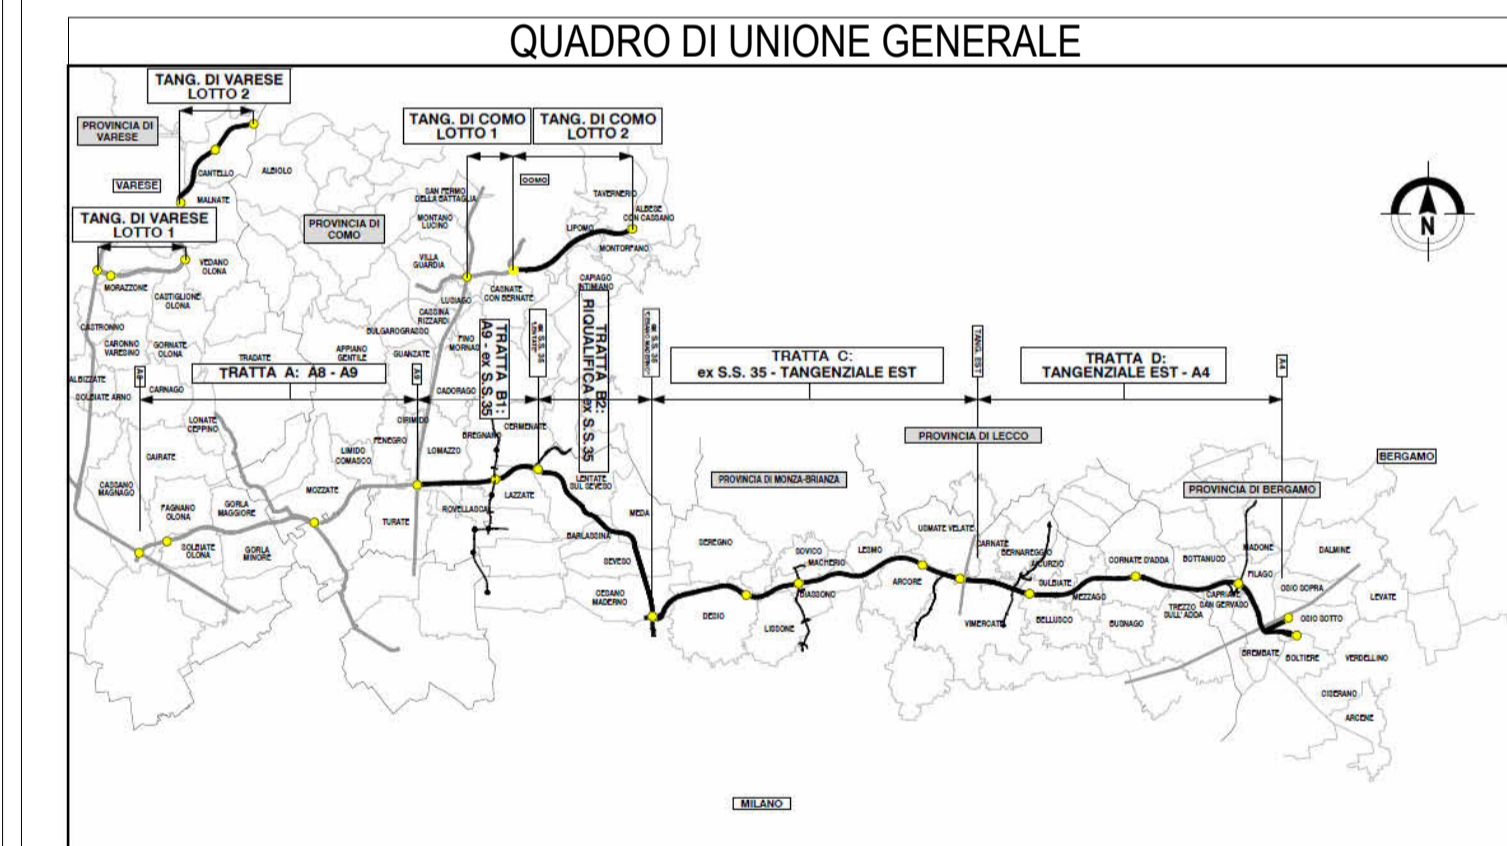 QUADRO DI UNIONE GENERALE
TANG. DI VARESE
LOTTO 2
PROVINCIA DI
VARESE
TANG. DI COMO
LOTTO 1
TANG. DI COMO
LOTTO 2
CANTELLO
ALBIOLO
VARESE
MALNATE
COMO
SAN FERMO
DELLA BATTAGLIA
TAVERNERIO
ALBESE
CON CASSANO
TANG. DI VARESE
LOTTO 1
PROVINCIA DI
COMO
MONTANO
LUCINO
LIPOMO
MONTORFANO
N
VEDANO
OLONA
VILLA
GUARDIA
MORAZZONE
CASTIGLIONE
OLONA
LUISAGO
CASNATE
CON BERNATE
CAPIAGO
INTIMIANO
CASSINA
RIZZARDI
CASTRONNO
CARONNO
VARESINO
GORNATE
OLONA
BULGAROGRASSO
TRADATE
APPIANO
GENTILE
GUANZATE
FINO
MORNASCO
TRATTA B1:
A9 - ex S.S.35
ex S.S. 35
TRATTA B2:
RIQUALIFICA ex S.S.35
ex S.S. 35
TRATTA C:
ex S.S. 35 - TANGENZIALE EST
TANG. EST
TRATTA D:
TANGENZIALE EST - A4
A4
TRATTA A: A8 - A9
A8
A9
ALBIZZATE
SOLBIATE ARNO
CARNAGO
CADORAGO
LONATE
CEPPINO
CIRIMIDO
FENEGRO
CERMENATE
BREGNANO
CAIRATE
LIMIDO
COMASCO
LOMAZZO
PROVINCIA DI LECCO
BERGAMO
CASSANO
MAGNAGO
MOZZATE
LAZZATE
LENTATE
SUL SEVESO
PROVINCIA DI MONZA-BRIANZA
PROVINCIA DI BERGAMO
FAGNANO
OLONA
GORLA
MAGGIORE
TURATE
ROVELLASCA
MEDA
SOLBIATE
OLONA
GORLA
MINORE
BARLASSINA
SEREGNO
SOVICO
MACHERIO
LESMO
USMATE VELATE
CARNATE
BERNAREGGIO
AICURZIO
CORNATE D'ADDA
BOTTANUCO
MADONE
DALMINE
SEVESO
FILAGO
CESANO
MADERNO
BIASSONO
ARCORE
SULBIATE
MEZZAGO
CAPRIATE
SAN GERVASO
OSIO SOPRA
LEVATE
DESIO
LISSONE
VIMERCATE
BELLUSCO
BUSNAGO
TREZZO
SULL'ADDA
OSIO SOTTO
BREMBATE
BOLTIERE
VERDELLINO
CISERANO
ARCENE
MILANO